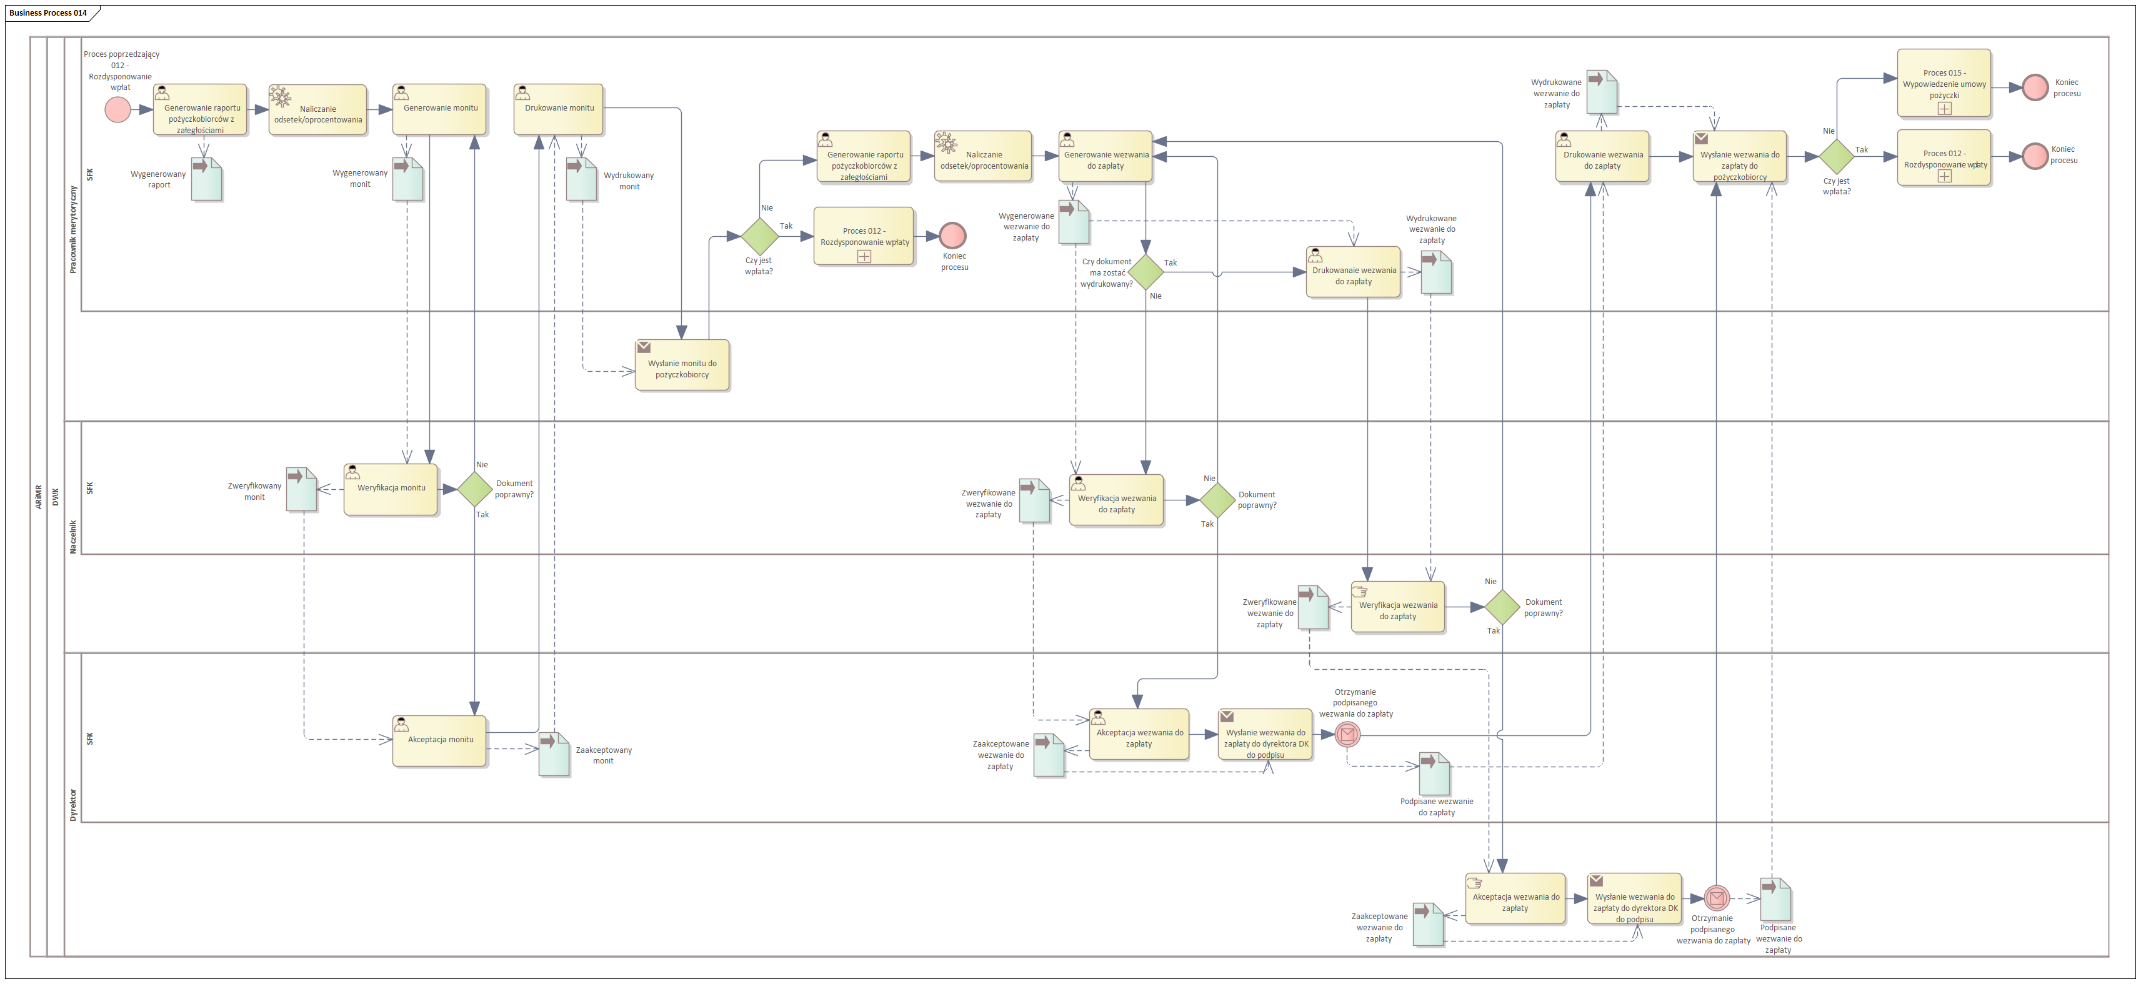 Business Process 014
ARiMR
DWK
Pracownik merytoryczny
SFK
Proces poprzedzający
012 -
Rozdysponowanie
wpłat
Generowanie raportu
pożyczkobiorców z
zaległościami
Wygenerowany
raport
Naliczanie
odsetek/oprocentowania
Generowanie monitu
Wygenerowany
monit
Drukowanie monitu
Wydrukowany
monit
Wysłanie monitu do
pożyczkobiorcy
Nie
Tak
Czy jest
wpłata?
Generowanie raportu
pożyczkobiorców z
zaległościami
Naliczanie
odsetek/oprocentowania
Generowanie wezwania
do zapłaty
Proces 012 -
Rozdysponowanie wpłaty
Koniec
procesu
Wygenerowane
wezwanie do
zapłaty
Czy dokument
ma zostać
wydrukowany?
Tak
Nie
Drukowanaie wezwania
do zapłaty
Wydrukowane
wezwanie do
zapłaty
Wydrukowane
wezwanie do
zapłaty
Drukowanie wezwania
do zapłaty
Wysłanie wezwania do
zapłaty do
pożyczkobiorcy
Nie
Tak
Czy jest
wpłata?
Proces 015 -
Wypowiedzenie umowy
pożyczki
Koniec
procesu
Proces 012 -
Rozdysponowanie wpłaty
Koniec
procesu
Naczelnik
SFK
Zweryfikowany
monit
Weryfikacja monitu
Nie
Dokument
poprawny?
Tak
Zweryfikowane
wezwanie do
zapłaty
Weryfikacja wezwania
do zapłaty
Nie
Dokument
poprawny?
Tak
Zweryfikowane
wezwanie do
zapłaty
Weryfikacja wezwania
do zapłaty
Nie
Dokument
poprawny?
Tak
Dyrektor
SFK
Akceptacja monitu
Zaakceptowany
monit
Zaakceptowane
wezwanie do
zapłaty
Akceptacja wezwania do
zapłaty
Wysłanie wezwania do
zapłaty do dyrektora DK
do podpisu
Otrzymanie
podpisanego
wezwania do zapłaty
Podpisane wezwanie
do zapłaty
Zaakceptowane
wezwanie do
zapłaty
Akceptacja wezwania do
zapłaty
Wysłanie wezwania do
zapłaty do dyrektora DK
do podpisu
Otrzymanie
podpisanego
wezwania do zapłaty
Podpisane
wezwanie do
zapłaty